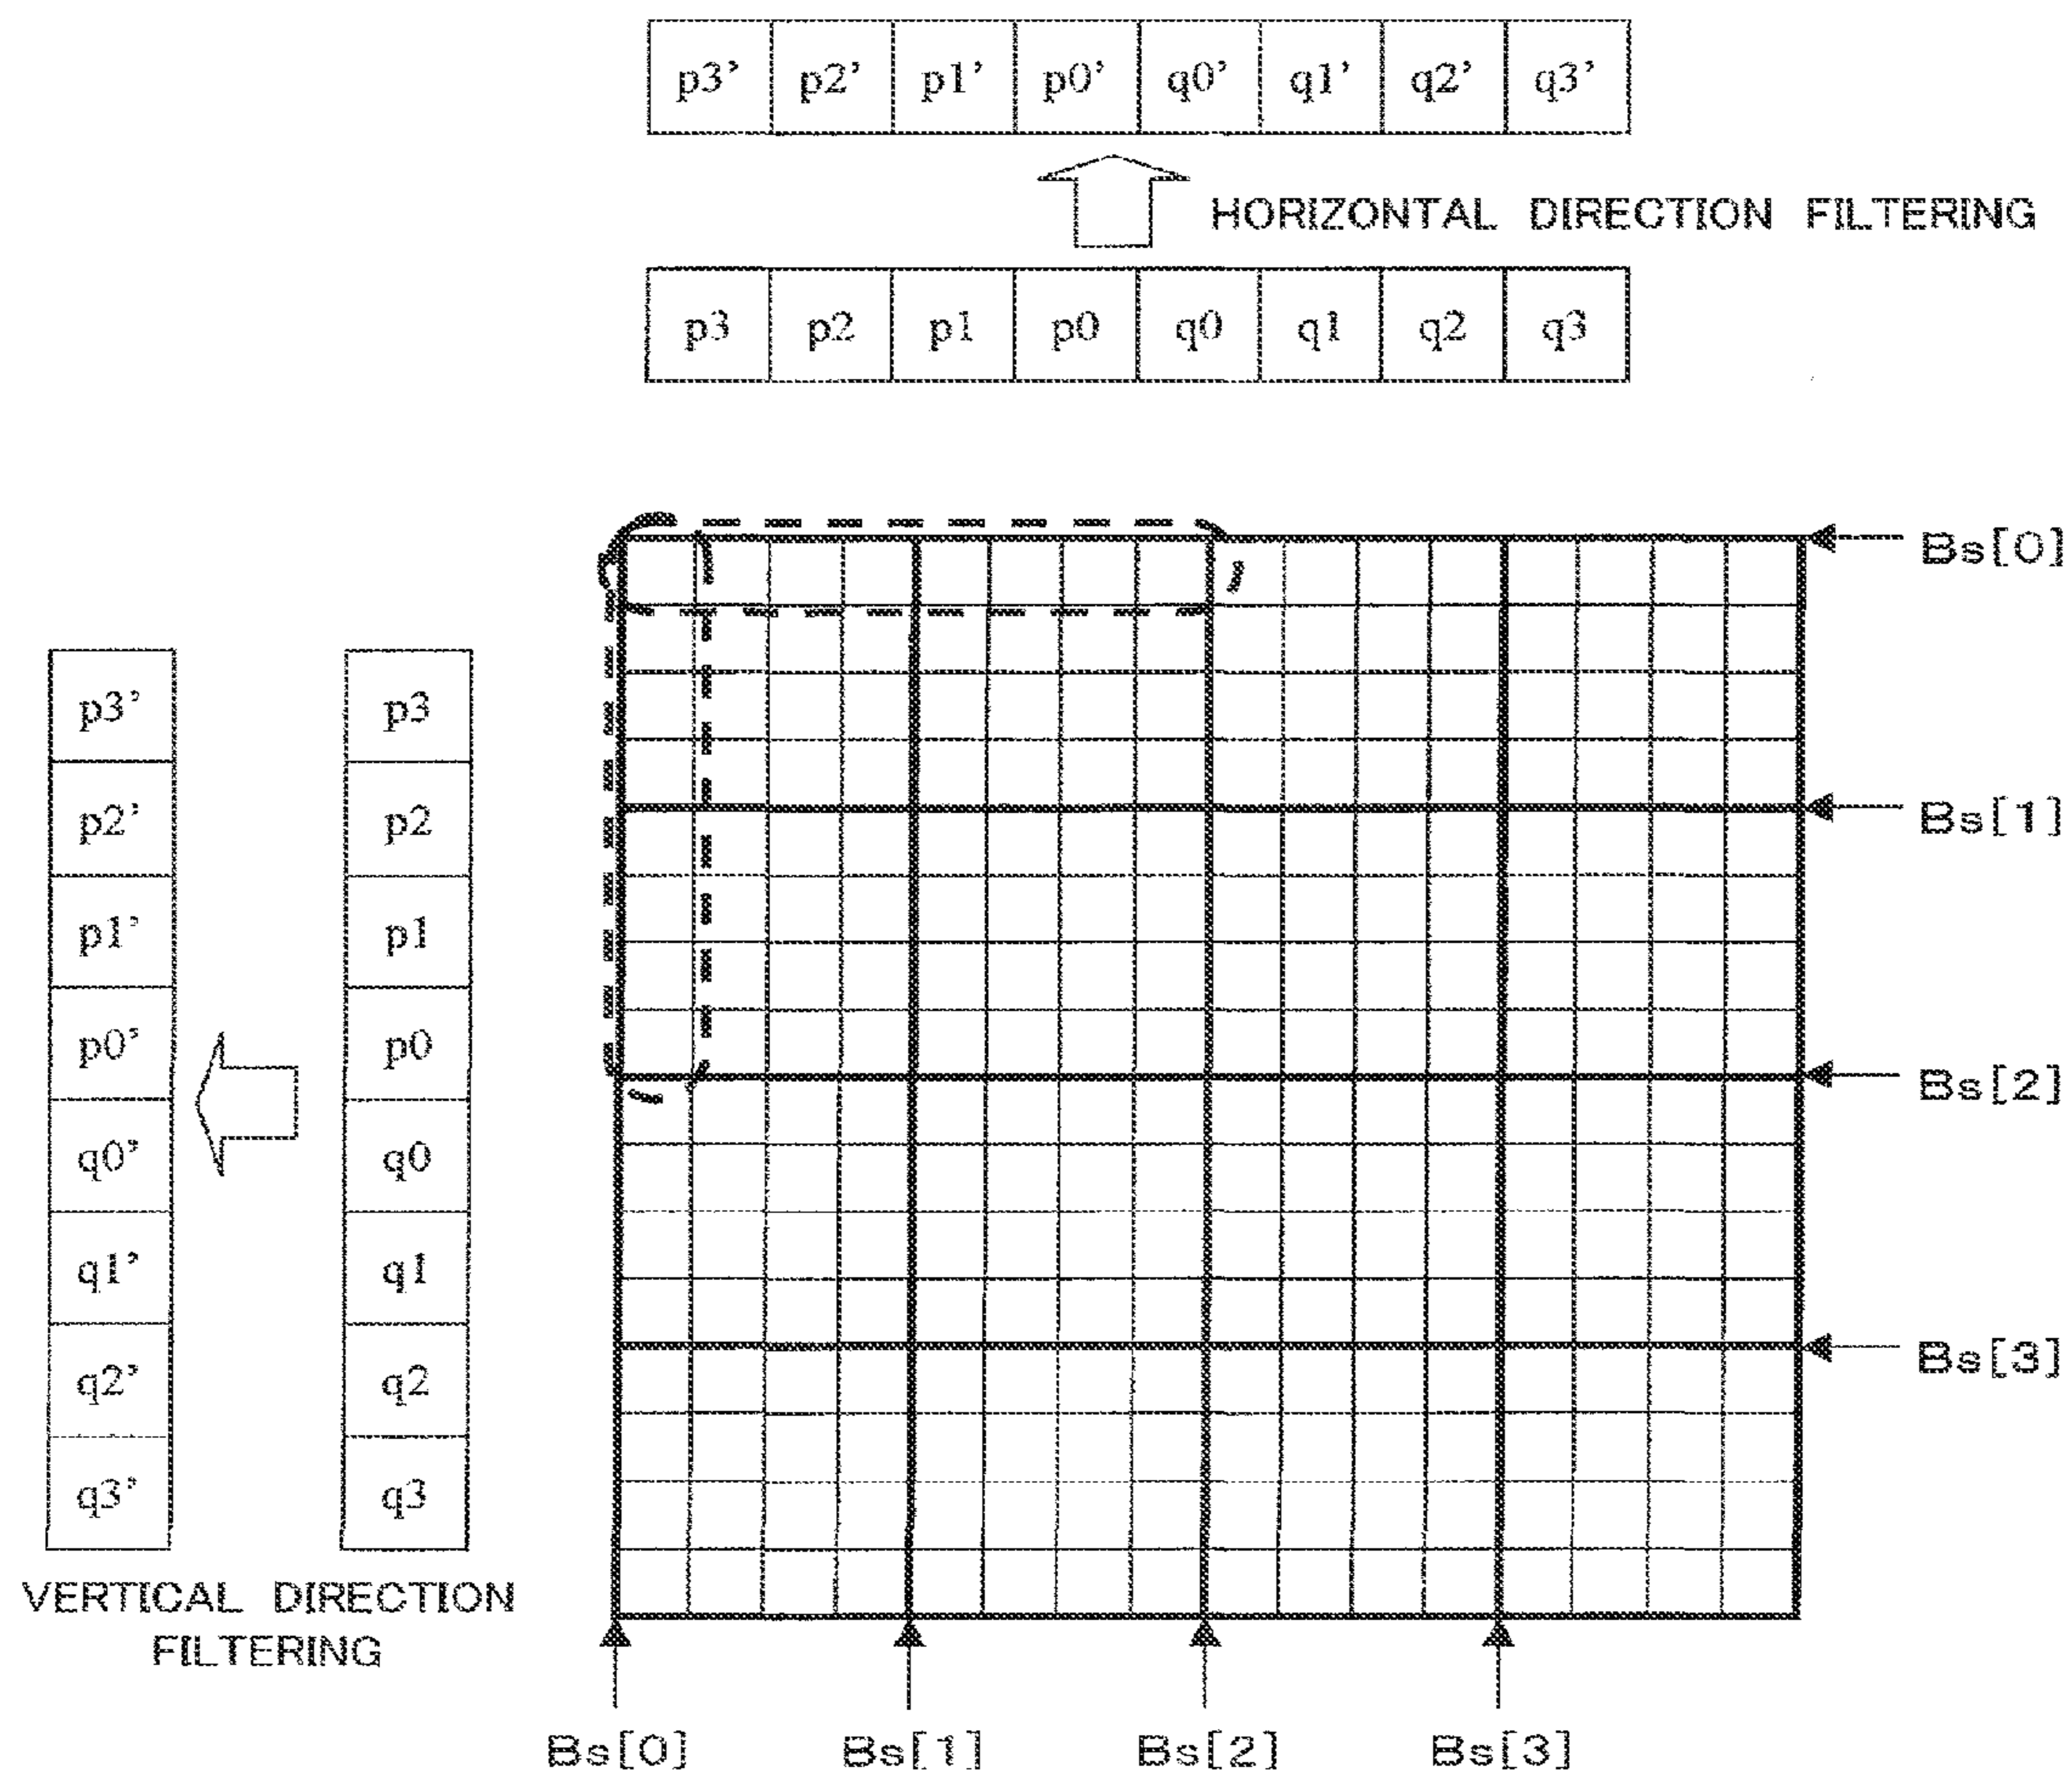 p3’ p2’ p1’ p0’ q0’ q1’ q2’ q3’
HORIZONTAL DIRECTION FILTERING
p3 p2 p1 p0 q0 q1 q2 q3
Bs[0]
Bs[1]
Bs[2]
Bs[3]
p3’ p3
p2’ p2
p1’ p1
p0’ p0
q0’ q0
q1’ q1
q2’ q2
q3’ q3
VERTICAL DIRECTION
FILTERING
Bs[0] Bs[1] Bs[2] Bs[3]